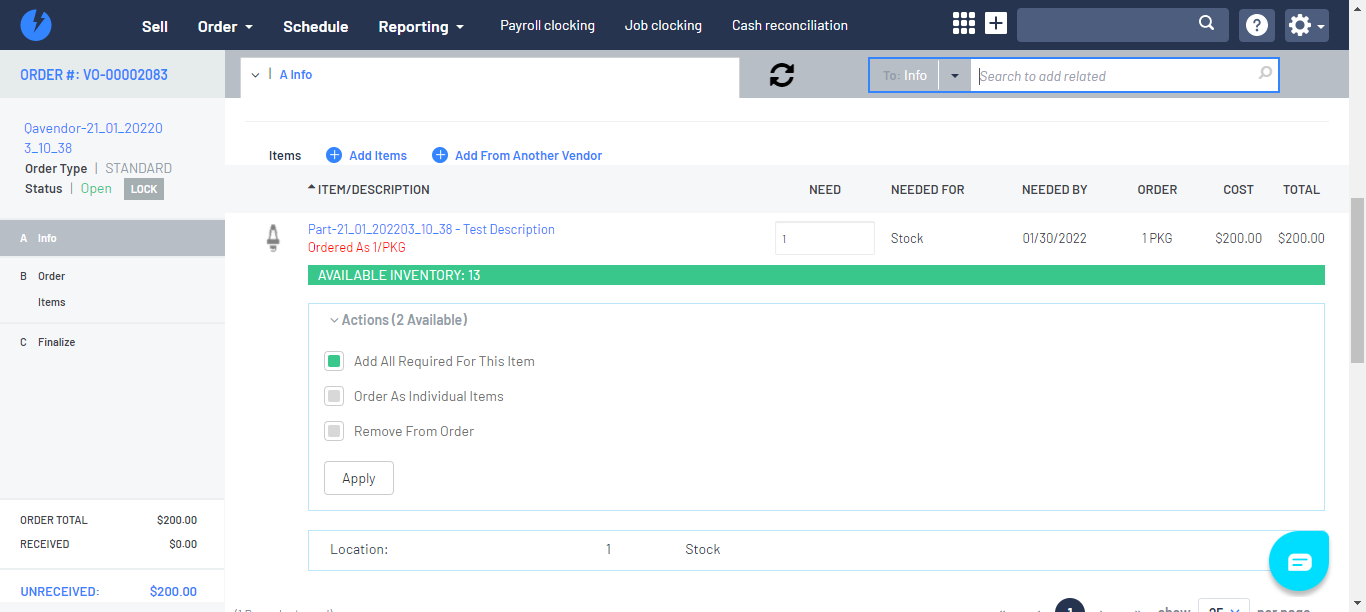 Sell Order Schedule Reporting Payroll clocking Job clocking Cash reconciliation
ORDER #: VO-00002083
A Info
To: Info
Search to add related
Qavendor-21_01_20220
3_10_38
Order Type | STANDARD
Status | Open LOCK
A Info
B Order
Items
C Finalize
ORDER TOTAL $200.00
RECEIVED $0.00
UNRECEIVED: $200.00
Items Add Items Add From Another Vendor
ITEM/DESCRIPTION NEED NEEDED FOR NEEDED BY ORDER COST TOTAL
Part-21_01_202203_10_38 - Test Description
Ordered As 1/PKG
1 Stock 01/30/2022 1 PKG $200.00 $200.00
AVAILABLE INVENTORY: 13
Actions (2 Available)
Add All Required For This Item
Order As Individual Items
Remove From Order
Apply
Location: 1 Stock
1 show 25 per page